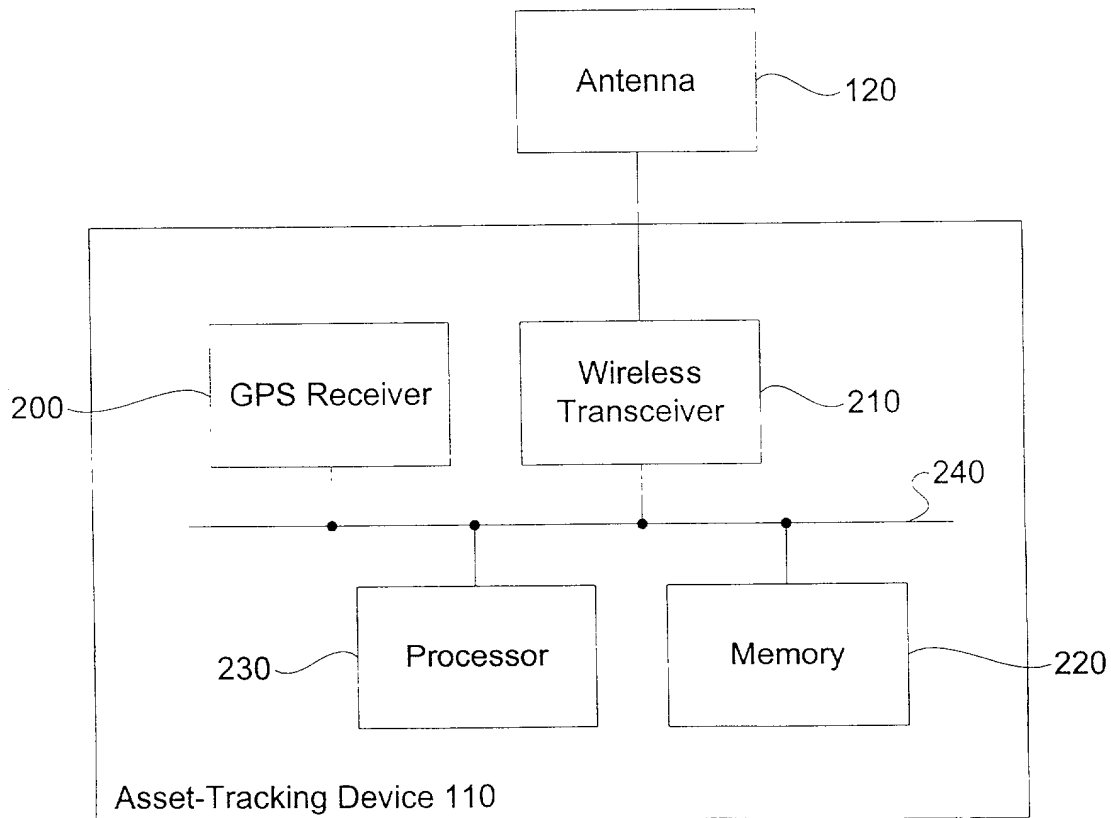 Antenna
120
GPS Receiver
200
Wireless
Transceiver
210
240
Processor
230
Memory
220
Asset-Tracking Device 110